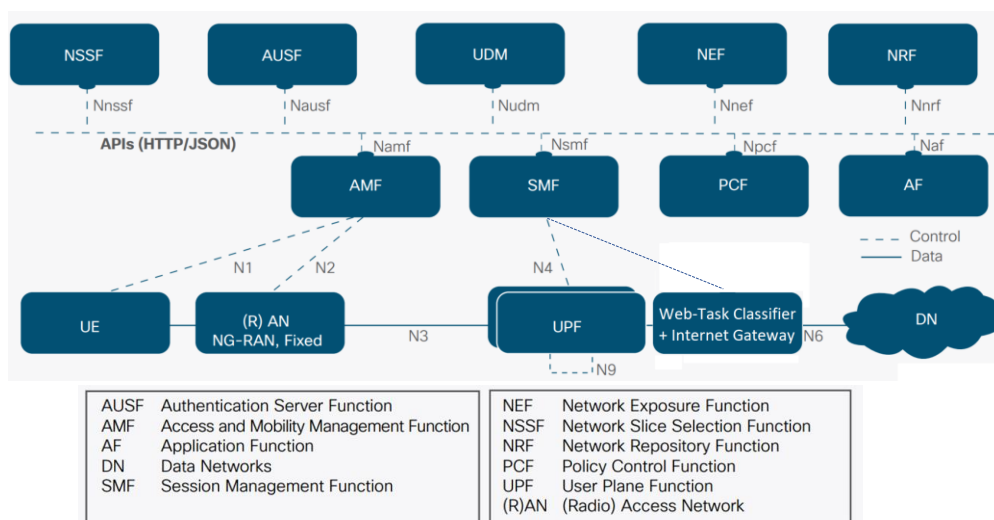 NSSF
AUSF
UDM
NEF
NRF
Nnssf
Nausf
Nudm
Nnef
Nnrf
APIs (HTTP/JSON)
Namf
Nsmf
Npcf
Naf
AMF
SMF
PCF
AF
Control
Data
N1
N2
N4
UE
(R) AN
NG-RAN, Fixed
N3
UPF
Web-Task Classifier
+ Internet Gateway
N6
DN
N9
AUSF Authentication Server Function
AMF Access and Mobility Management Function
AF Application Function
DN Data Networks
SMF Session Management Function
NEF Network Exposure Function
NSSF Network Slice Selection Function
NRF Network Repository Function
PCF Policy Control Function
UPF User Plane Function
(R)AN (Radio) Access Network